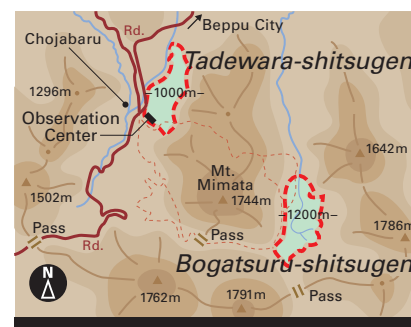 Rd.
Beppu City
Chojabaru
Tadewara-shitsugen
1296m
1000m
Observation
Center
Mt.
Mimata
1744m
1642m
1502m
1200m
1786m
Pass
Rd.
Pass
Bogatsuru-shitsugen
N
1762m
1791m
Pass